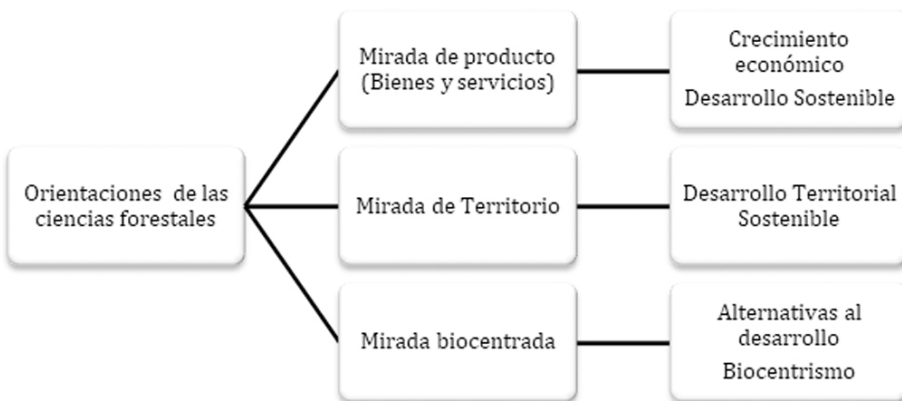 Orientaciones de las
ciencias forestales
Mirada de producto
(Bienes y servicios)
Crecimiento
económico
Desarrollo Sostenible
Mirada de Territorio
Desarrollo Territorial
Sostenible
Mirada biocentrada
Alternativas al
desarrollo
Biocentrismo